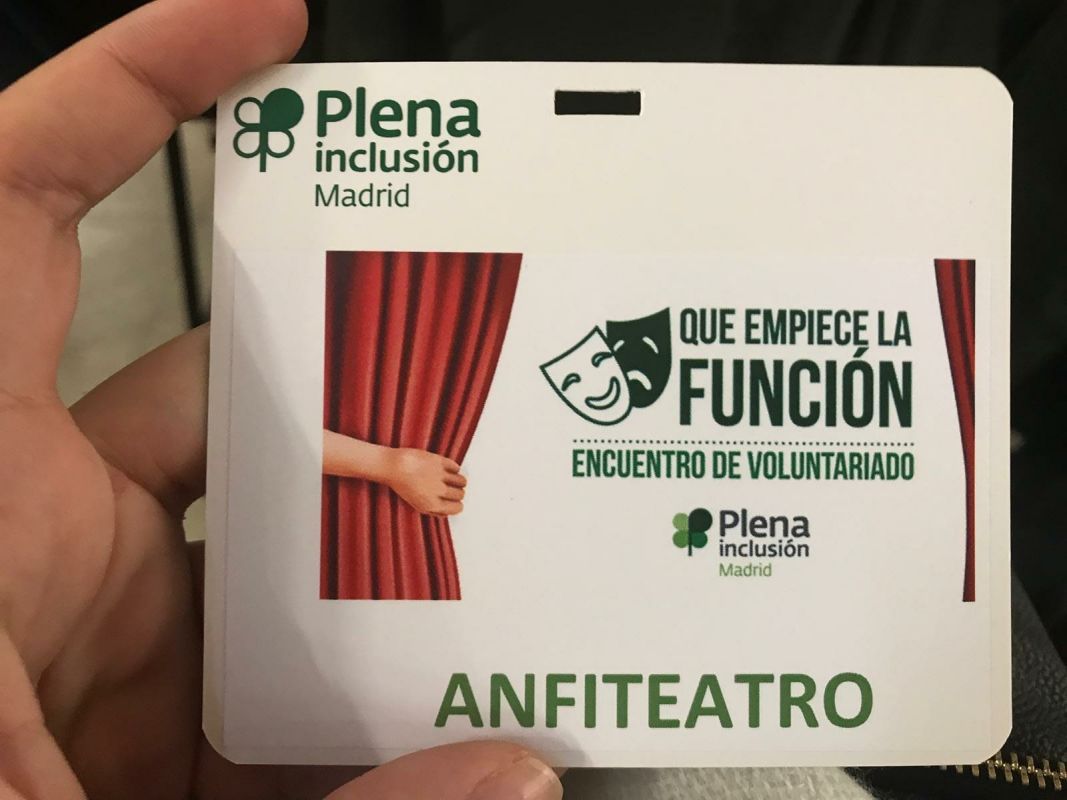 Plena
inclusión
Madrid
QUE EMPIECE LA
FUNCIÓN
ENCUENTRO DE VOLUNTARIADO
Plena
inclusión
Madrid
ANFITEATRO